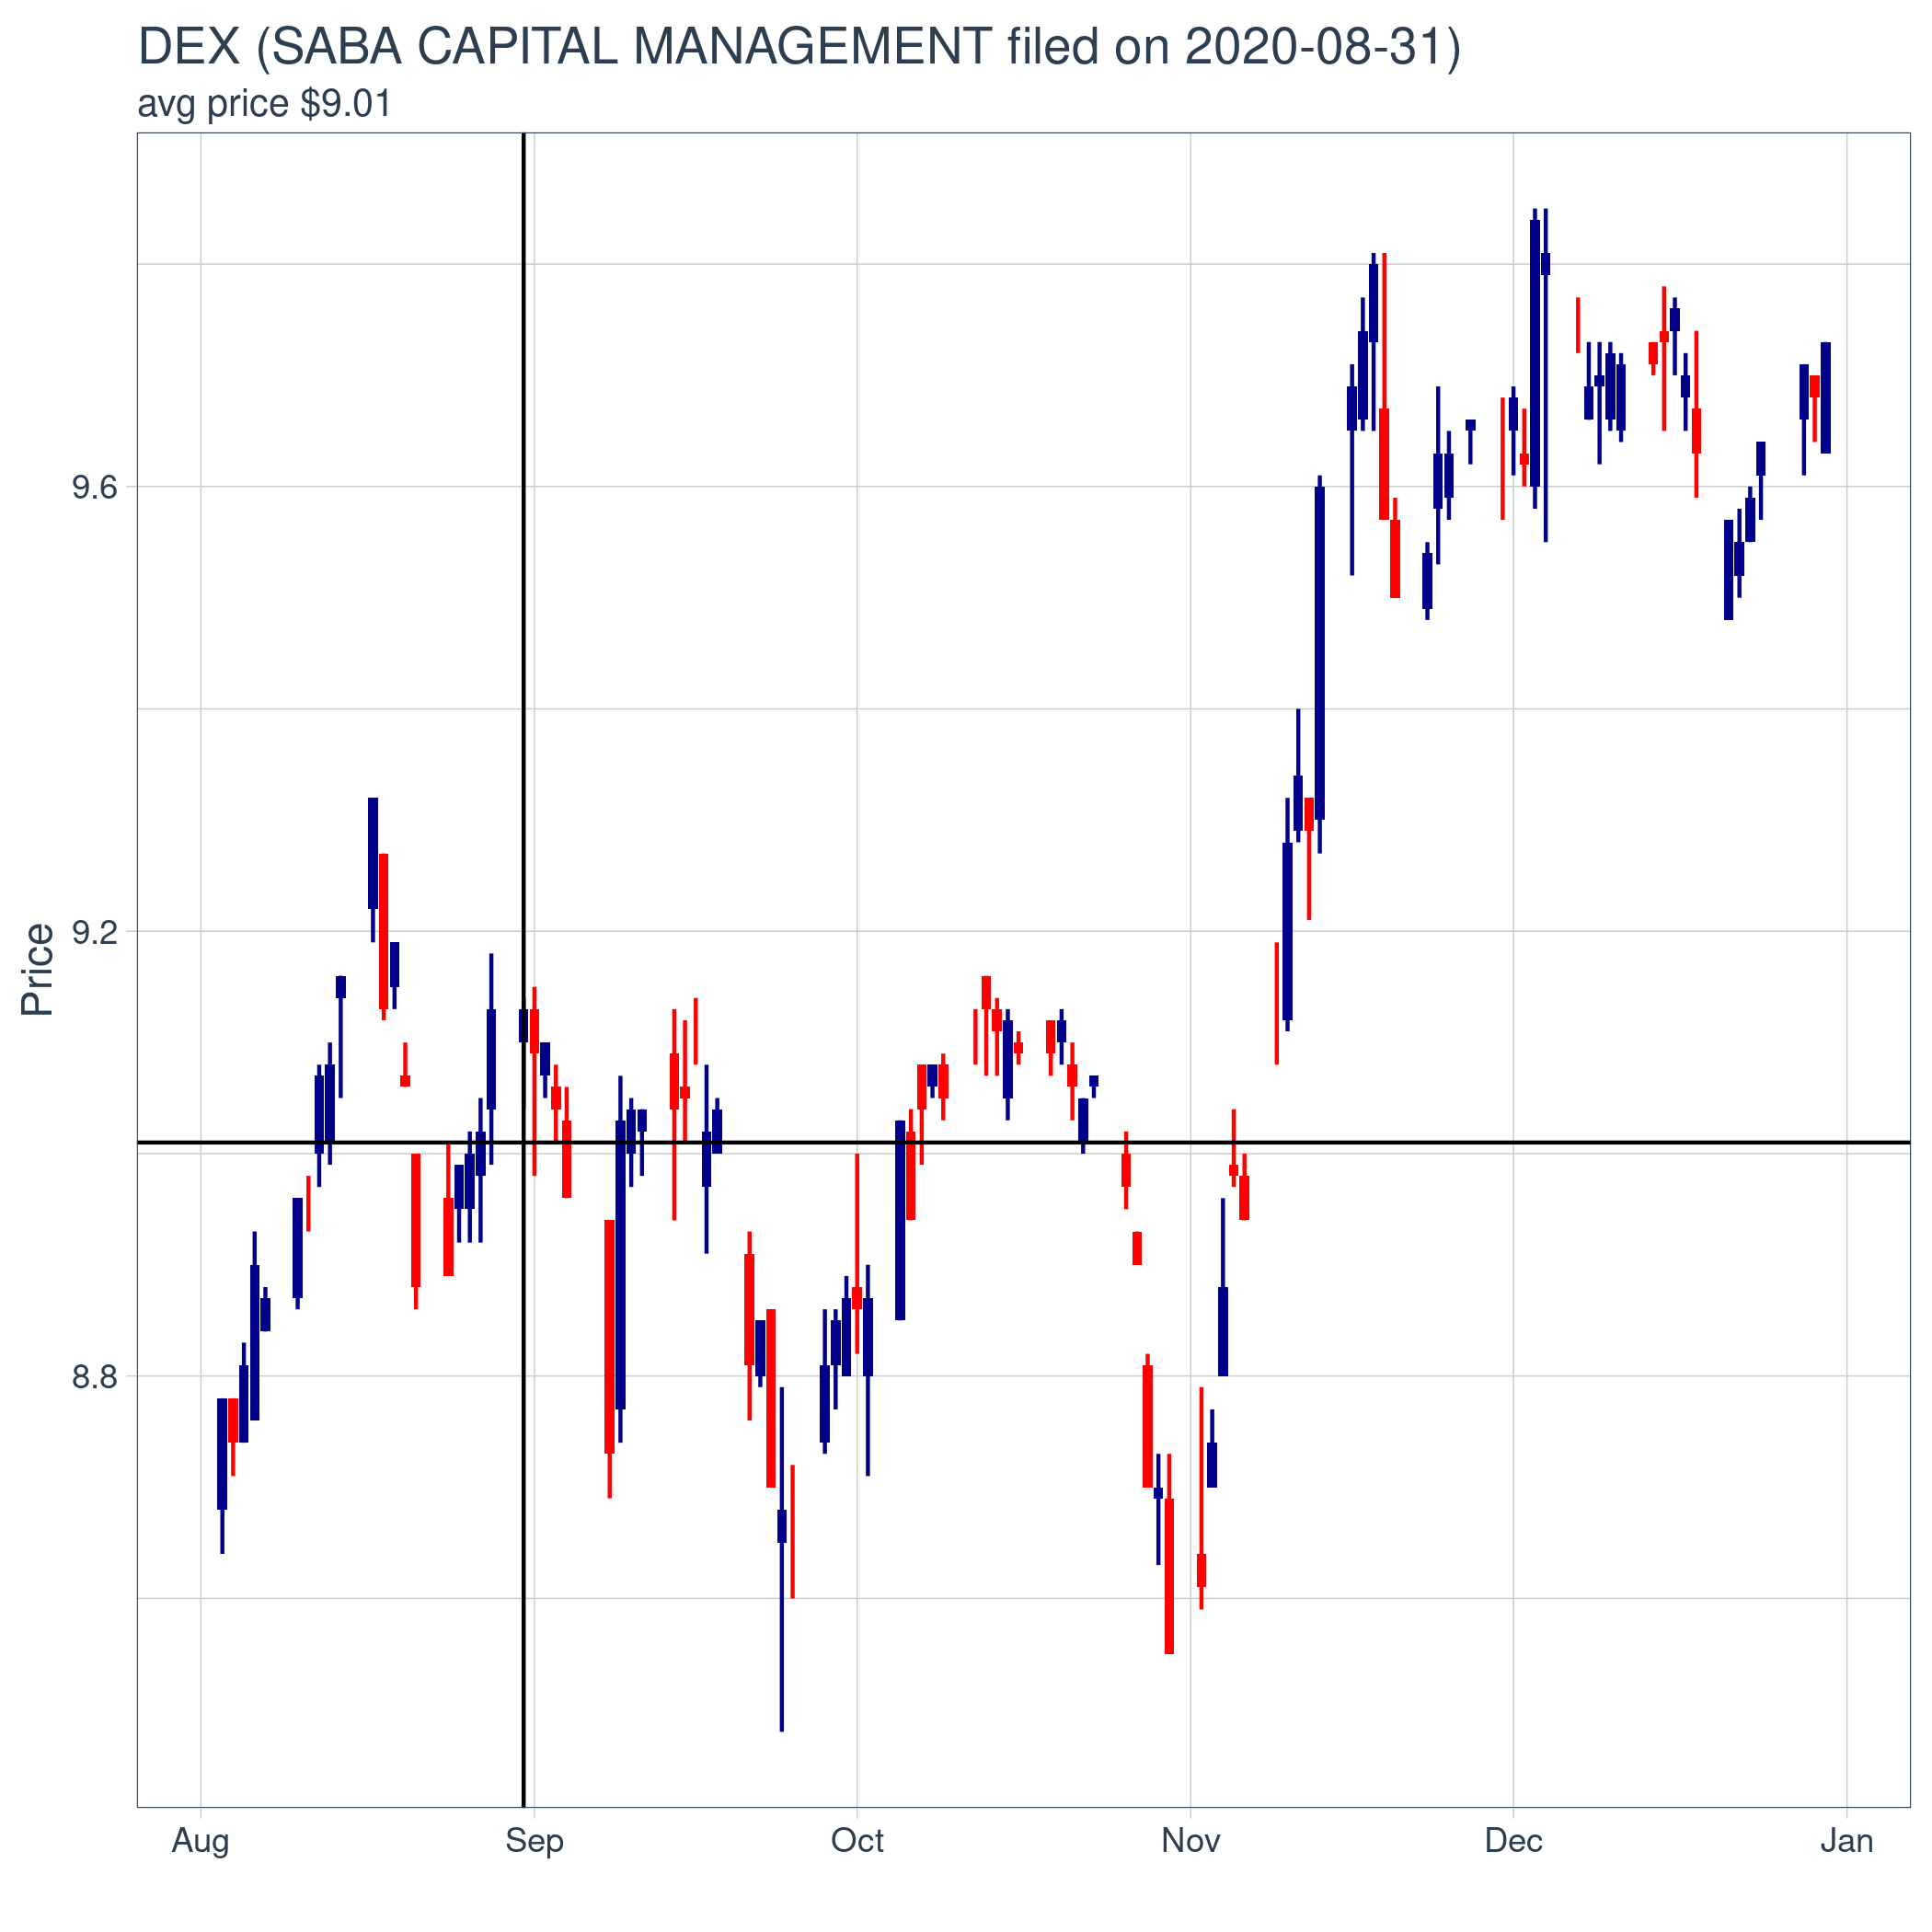 DEX (SABA CAPITAL MANAGEMENT filed on 2020-08-31)
avg price $9.01
Price
9.6
9.2
8.8
Aug Sep Oct Nov Dec Jan